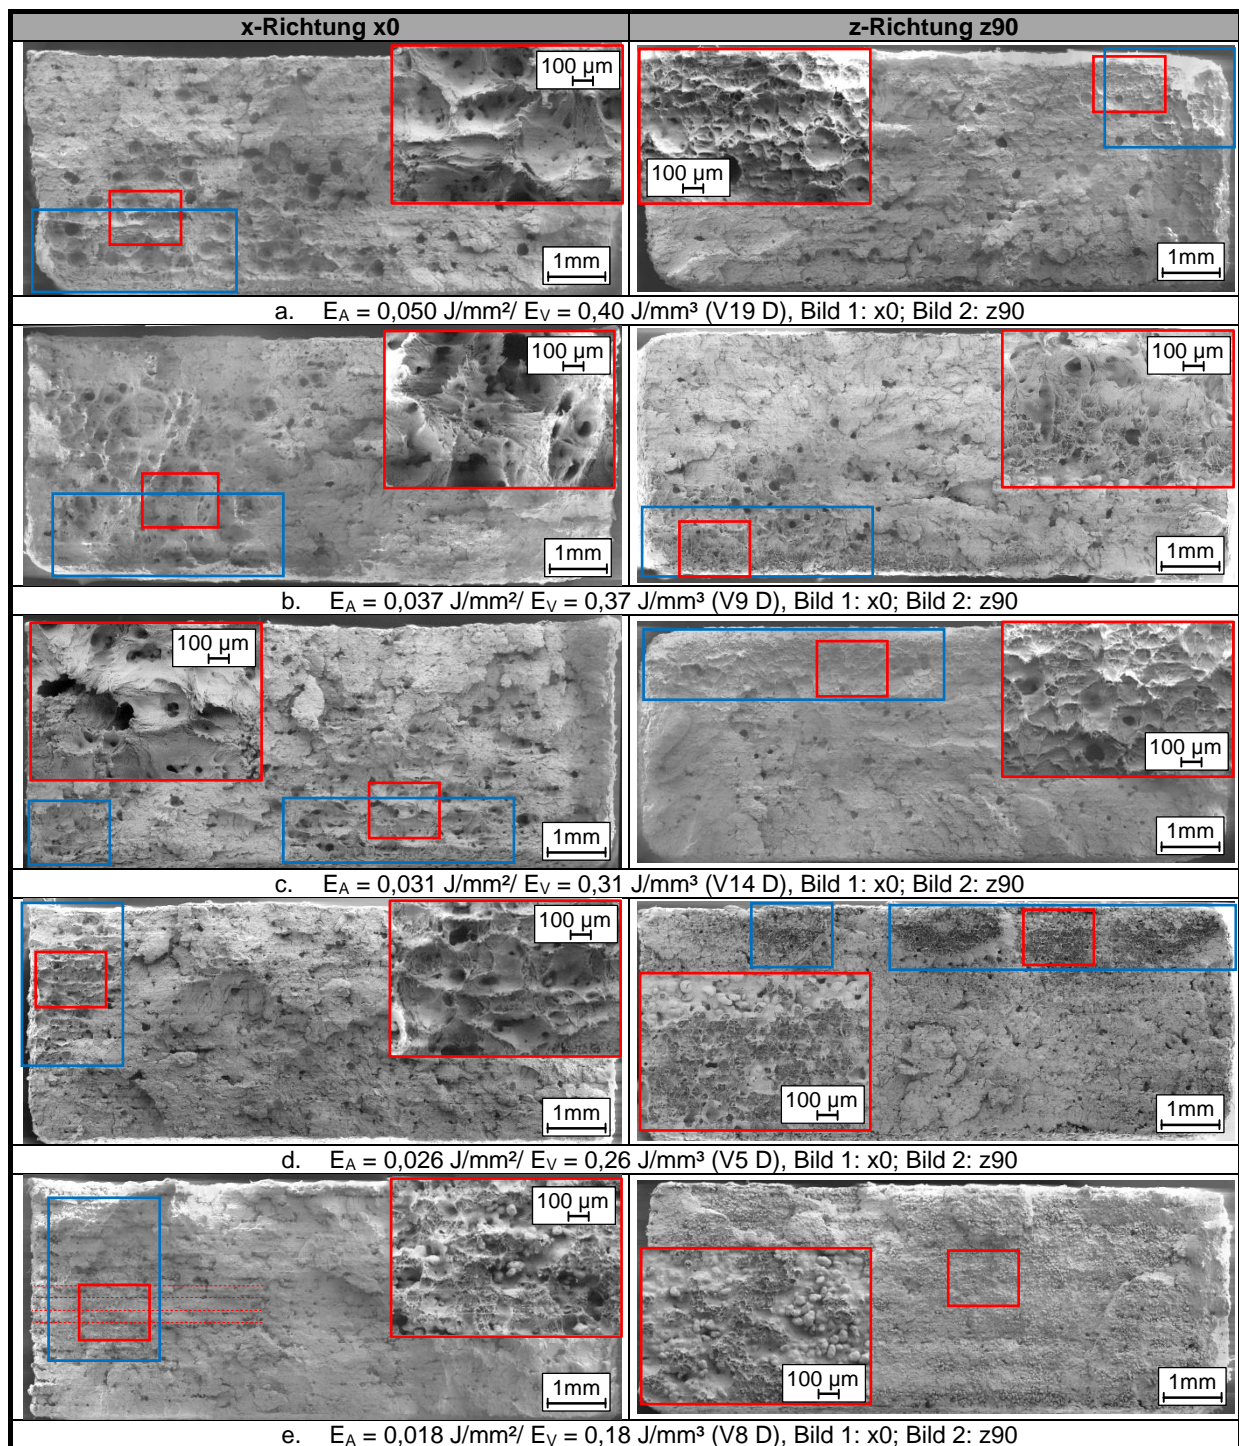 x-Richtung x0
z-Richtung z90
100 µm
1mm
100 µm
1mm
a. E_A = 0,050 J/mm²/ E_V = 0,40 J/mm³ (V19 D), Bild 1: x0; Bild 2: z90
100 µm
1mm
100 µm
1mm
b. E_A = 0,037 J/mm²/ E_V = 0,37 J/mm³ (V9 D), Bild 1: x0; Bild 2: z90
100 µm
1mm
100 µm
1mm
c. E_A = 0,031 J/mm²/ E_V = 0,31 J/mm³ (V14 D), Bild 1: x0; Bild 2: z90
100 µm
1mm
100 µm
1mm
d. E_A = 0,026 J/mm²/ E_V = 0,26 J/mm³ (V5 D), Bild 1: x0; Bild 2: z90
100 µm
1mm
100 µm
1mm
e. E_A = 0,018 J/mm²/ E_V = 0,18 J/mm³ (V8 D), Bild 1: x0; Bild 2: z90